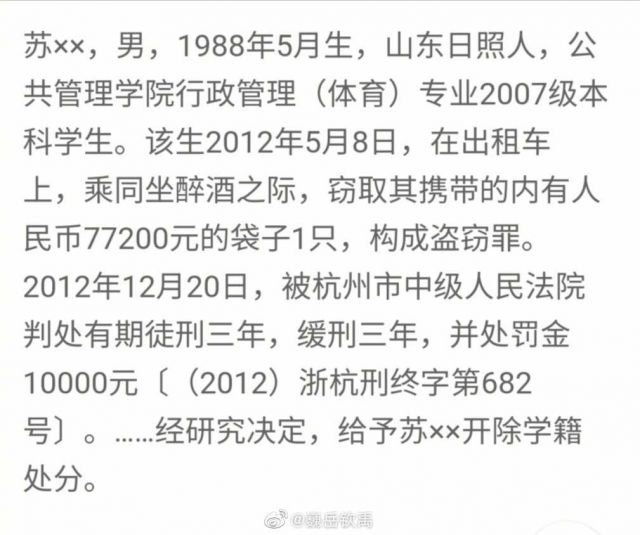 苏××，男，1988年5月生，山东日照人，公
共管理学院行政管理（体育）专业2007级本
科学生。该生2012年5月8日，在出租车
上，乘同坐醉酒之际，窃取其携带的内有人
民币77200元的袋子1只，构成盗窃罪。
2012年12月20日，被杭州市中级人民法院
判处有期徒刑三年，缓刑三年，并处罚金
10000元〔（2012）浙杭刑终字第682
号〕。……经研究决定，给予苏××开除学籍
处分。
@巍岳钦禹